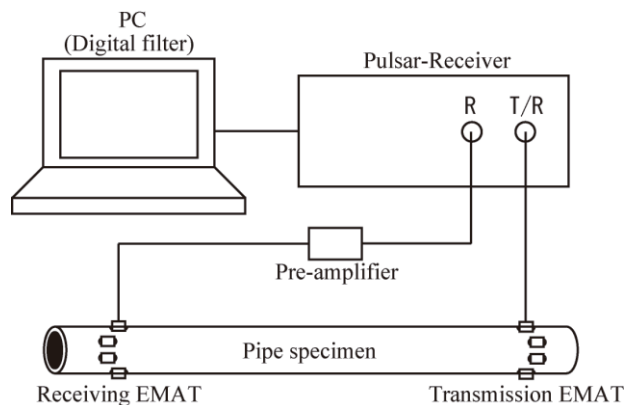 PC
(Digital filter)
Pulsar-Receiver
R T/R
Pre-amplifier
Pipe specimen
Receiving EMAT
Transmission EMAT